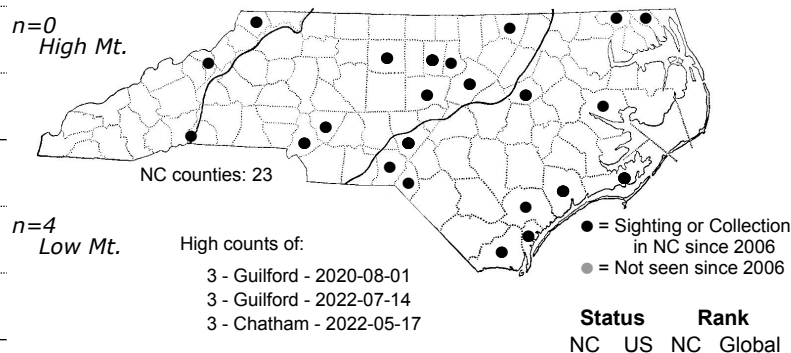 n=0
High Mt.
NC counties: 23
n=4
Low Mt.
High counts of:
3 - Guilford - 2020-08-01
3 - Guilford - 2022-07-14
3 - Chatham - 2022-05-17
= Sighting or Collection
in NC since 2006
= Not seen since 2006
Status Rank
NC US NC Global